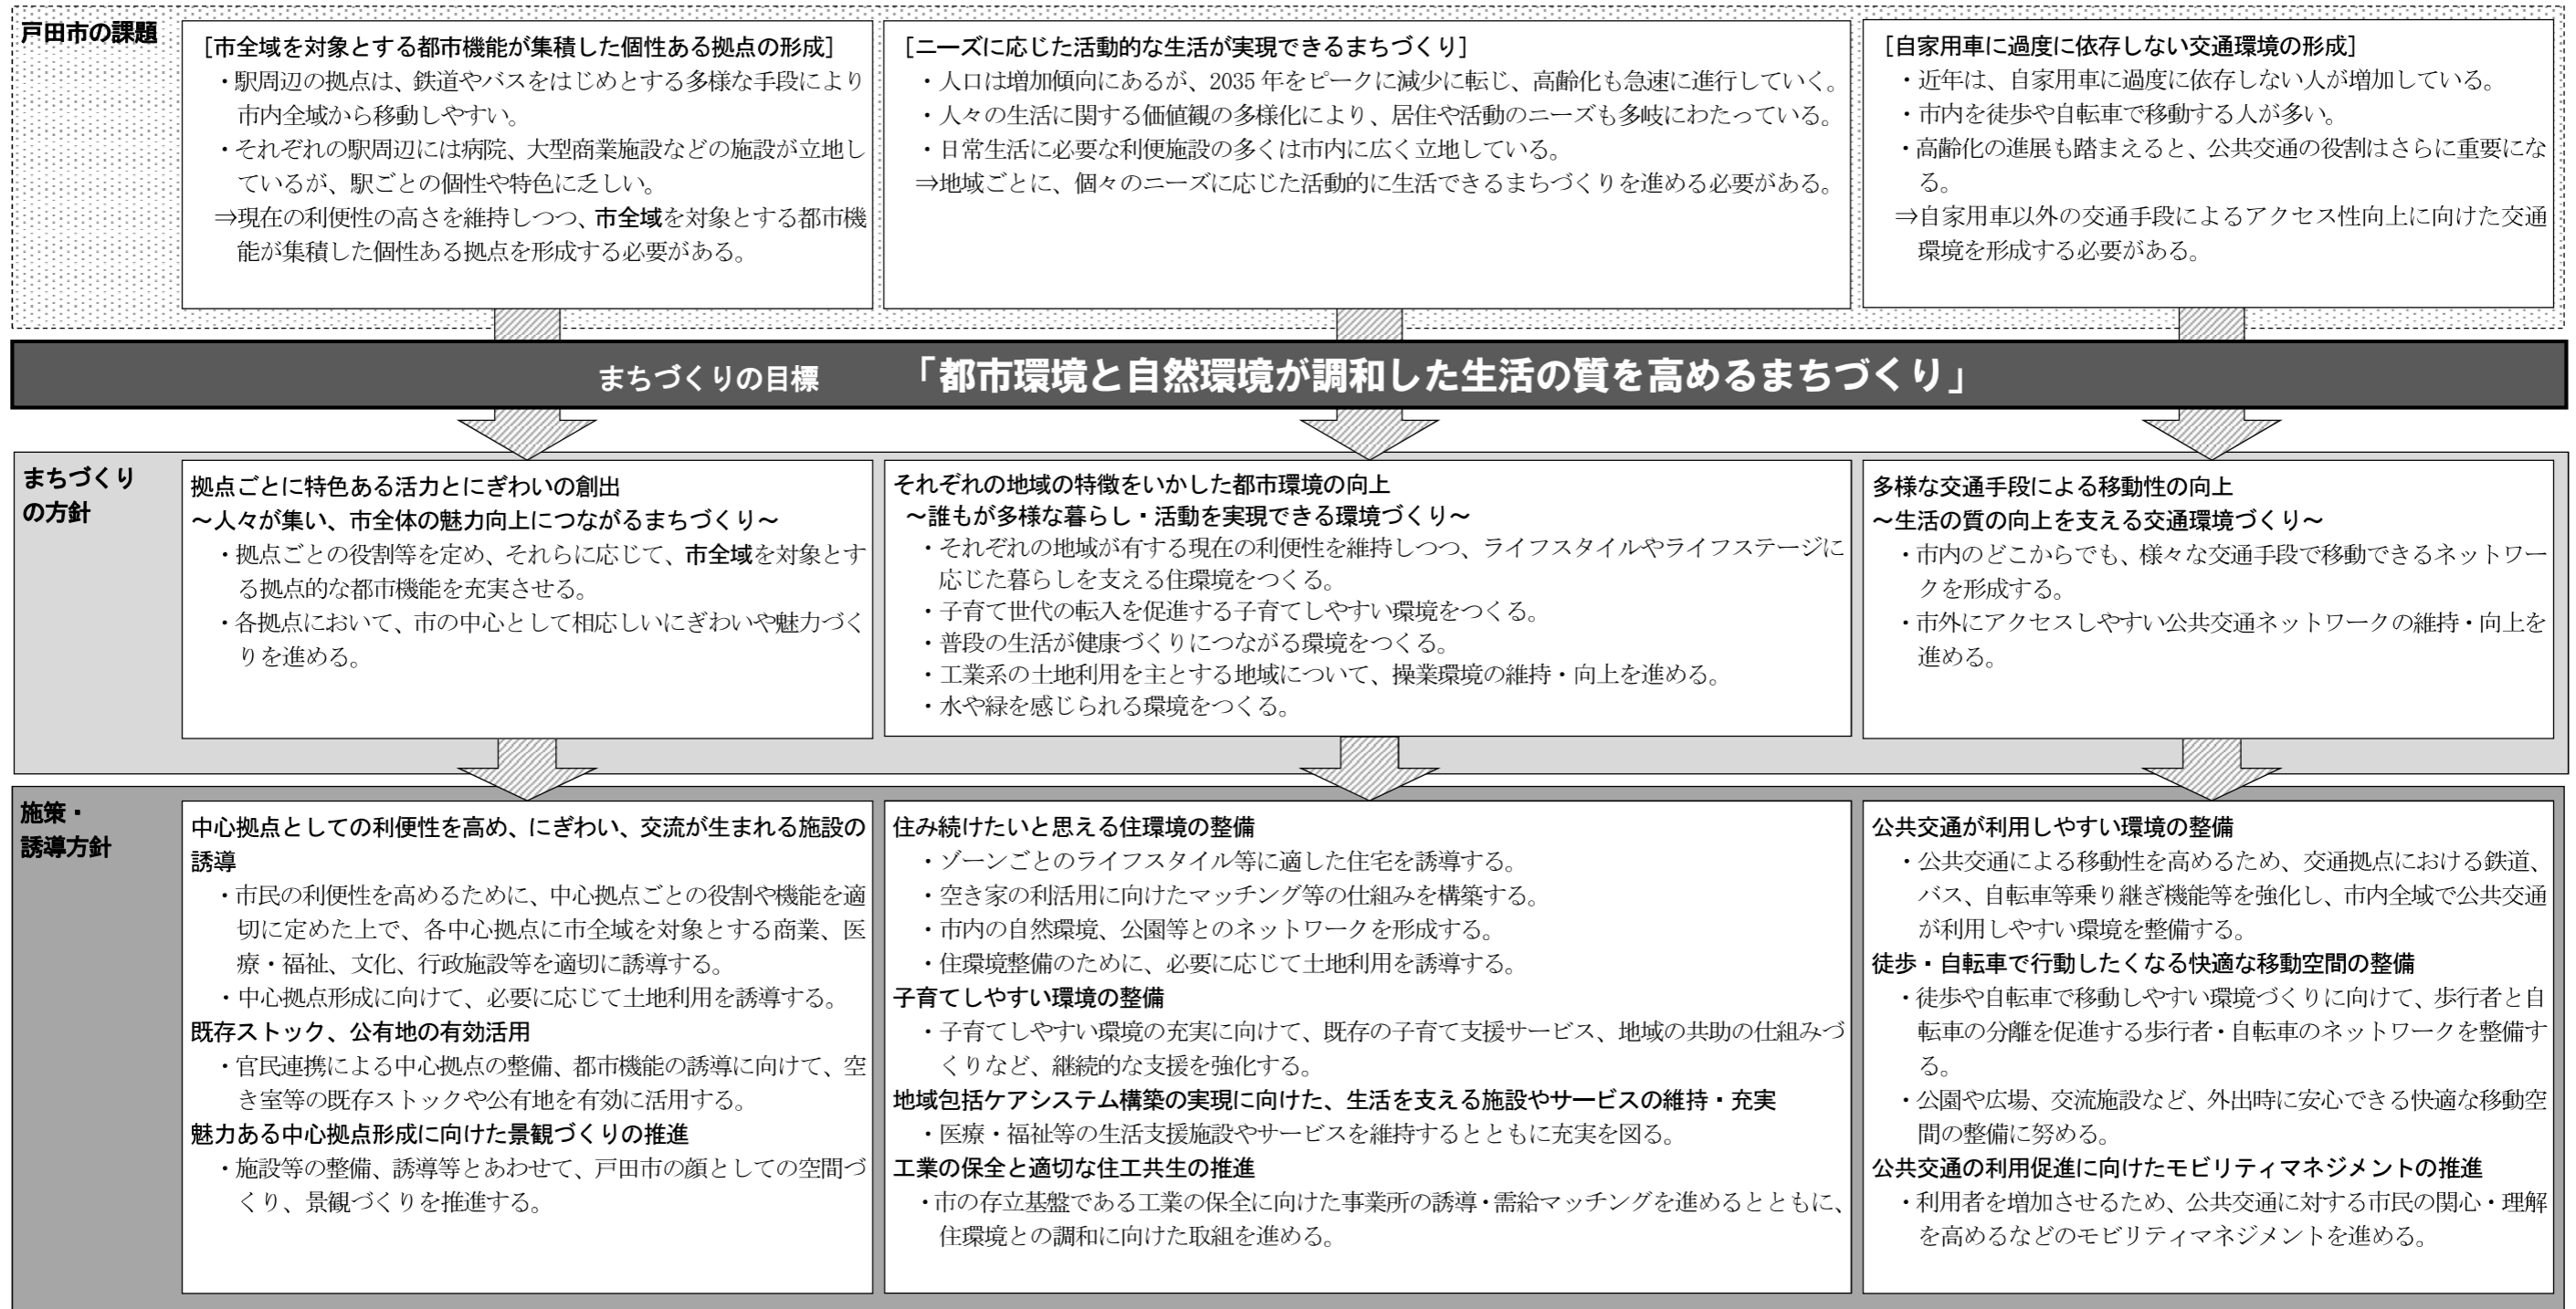 戸田市の課題
[市全域を対象とする都市機能が集積した個性ある拠点の形成]
・駅周辺の拠点は、鉄道やバスをはじめとする多様な手段により
市内全域から移動しやすい。
・それぞれの駅周辺には病院、大型商業施設などの施設が立地し
ているが、駅ごとの個性や特色に乏しい。
⇒現在の利便性の高さを維持しつつ、市全域を対象とする都市機
能が集積した個性ある拠点を形成する必要がある。
[ニーズに応じた活動的な生活が実現できるまちづくり]
・人口は増加傾向にあるが、2035年をピークに減少に転じ、高齢化も急速に進行していく。
・人々の生活に関する価値観の多様化により、居住や活動のニーズも多岐にわたっている。
・日常生活に必要な利便施設の多くは市内に広く立地している。
⇒地域ごとに、個々のニーズに応じた活動的に生活できるまちづくりを進める必要がある。
[自家用車に過度に依存しない交通環境の形成]
・近年は、自家用車に過度に依存しない人が増加している。
・市内を徒歩や自転車で移動する人が多い。
・高齢化の進展も踏まえると、公共交通の役割はさらに重要にな
る。
⇒自家用車以外の交通手段によるアクセス性向上に向けた交通
環境を形成する必要がある。
まちづくりの目標 「都市環境と自然環境が調和した生活の質を高めるまちづくり」
まちづくり
の方針
拠点ごとに特色ある活力とにぎわいの創出
～人々が集い、市全体の魅力向上につながるまちづくり～
・拠点ごとの役割等を定め、それらに応じて、市全域を対象とす
る拠点的な都市機能を充実させる。
・各拠点において、市の中心として相応しいにぎわいや魅力づく
りを進める。
それぞれの地域の特徴をいかした都市環境の向上
～誰もが多様な暮らし・活動を実現できる環境づくり～
・それぞれの地域が有する現在の利便性を維持しつつ、ライフスタイルやライフステージに
応じた暮らしを支える住環境をつくる。
・子育て世代の転入を促進する子育てしやすい環境をつくる。
・普段の生活が健康づくりにつながる環境をつくる。
・工業系の土地利用を主とする地域について、操業環境の維持・向上を進める。
・水や緑を感じられる環境をつくる。
多様な交通手段による移動性の向上
～生活の質の向上を支える交通環境づくり～
・市内のどこからでも、様々な交通手段で移動できるネットワー
クを形成する。
・市外にアクセスしやすい公共交通ネットワークの維持・向上を
進める。
施策・
誘導方針
中心拠点としての利便性を高め、にぎわい、交流が生まれる施設の
誘導
・市民の利便性を高めるために、中心拠点ごとの役割や機能を適
切に定めた上で、各中心拠点に市全域を対象とする商業、医
療・福祉、文化、行政施設等を適切に誘導する。
・中心拠点形成に向けて、必要に応じて土地利用を誘導する。
既存ストック、公有地の有効活用
・官民連携による中心拠点の整備、都市機能の誘導に向けて、空
き室等の既存ストックや公有地を有効に活用する。
魅力ある中心拠点形成に向けた景観づくりの推進
・施設等の整備、誘導等とあわせて、戸田市の顔としての空間づ
くり、景観づくりを推進する。
住み続けたいと思える住環境の整備
・ゾーンごとのライフスタイル等に適した住宅を誘導する。
・空き家の利活用に向けたマッチング等の仕組みを構築する。
・市内の自然環境、公園等とのネットワークを形成する。
・住環境整備のために、必要に応じて土地利用を誘導する。
子育てしやすい環境の整備
・子育てしやすい環境の充実に向けて、既存の子育て支援サービス、地域の共助の仕組みづ
くりなど、継続的な支援を強化する。
地域包括ケアシステム構築の実現に向けた、生活を支える施設やサービスの維持・充実
・医療・福祉等の生活支援施設やサービスを維持するとともに充実を図る。
工業の保全と適切な住工共生の推進
・市の存立基盤である工業の保全に向けた事業所の誘導・需給マッチングを進めるとともに、
住環境との調和に向けた取組を進める。
公共交通が利用しやすい環境の整備
・公共交通による移動性を高めるため、交通拠点における鉄道、
バス、自転車等乗り継ぎ機能等を強化し、市内全域で公共交通
が利用しやすい環境を整備する。
徒歩・自転車で行動したくなる快適な移動空間の整備
・徒歩や自転車で移動しやすい環境づくりに向けて、歩行者と自
転車の分離を促進する歩行者・自転車のネットワークを整備す
る。
・公園や広場、交流施設など、外出時に安心できる快適な移動空
間の整備に努める。
公共交通の利用促進に向けたモビリティマネジメントの推進
・利用者を増加させるため、公共交通に対する市民の関心・理解
を高めるなどのモビリティマネジメントを進める。